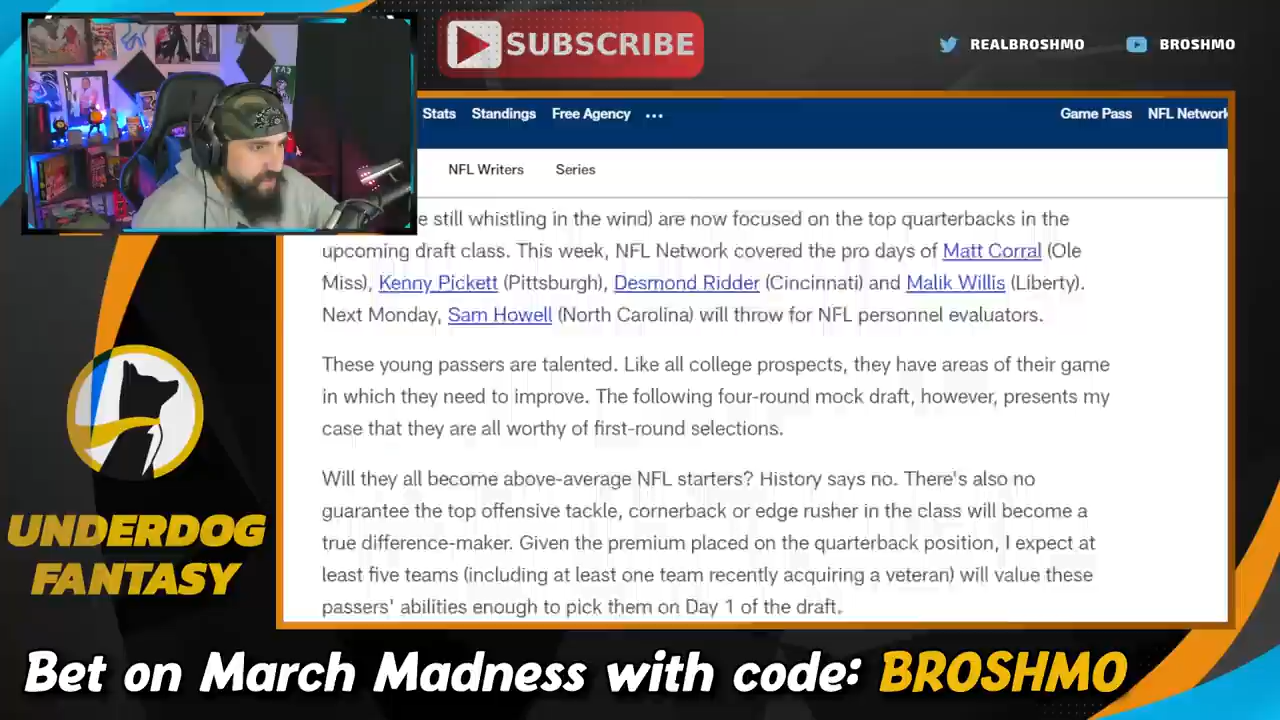 SUBSCRIBE
REALBROSHMO
BROSHMO
Stats Standings Free Agency ...
Game Pass NFL Network
NFL Writers Series
e still whistling in the wind) are now focused on the top quarterbacks in the
upcoming draft class. This week, NFL Network covered the pro days of Matt Corral (Ole
Miss), Kenny Pickett (Pittsburgh), Desmond Ridder (Cincinnati) and Malik Willis (Liberty).
Next Monday, Sam Howell (North Carolina) will throw for NFL personnel evaluators.
These young passers are talented. Like all college prospects, they have areas of their game
in which they need to improve. The following four-round mock draft, however, presents my
case that they are all worthy of first-round selections.
Will they all become above-average NFL starters? History says no. There's also no
guarantee the top offensive tackle, cornerback or edge rusher in the class will become a
true difference-maker. Given the premium placed on the quarterback position, I expect at
least five teams (including at least one team recently acquiring a veteran) will value these
passers' abilities enough to pick them on Day 1 of the draft.
UNDERDOG
FANTASY
Bet on March Madness with code: BROSHMO